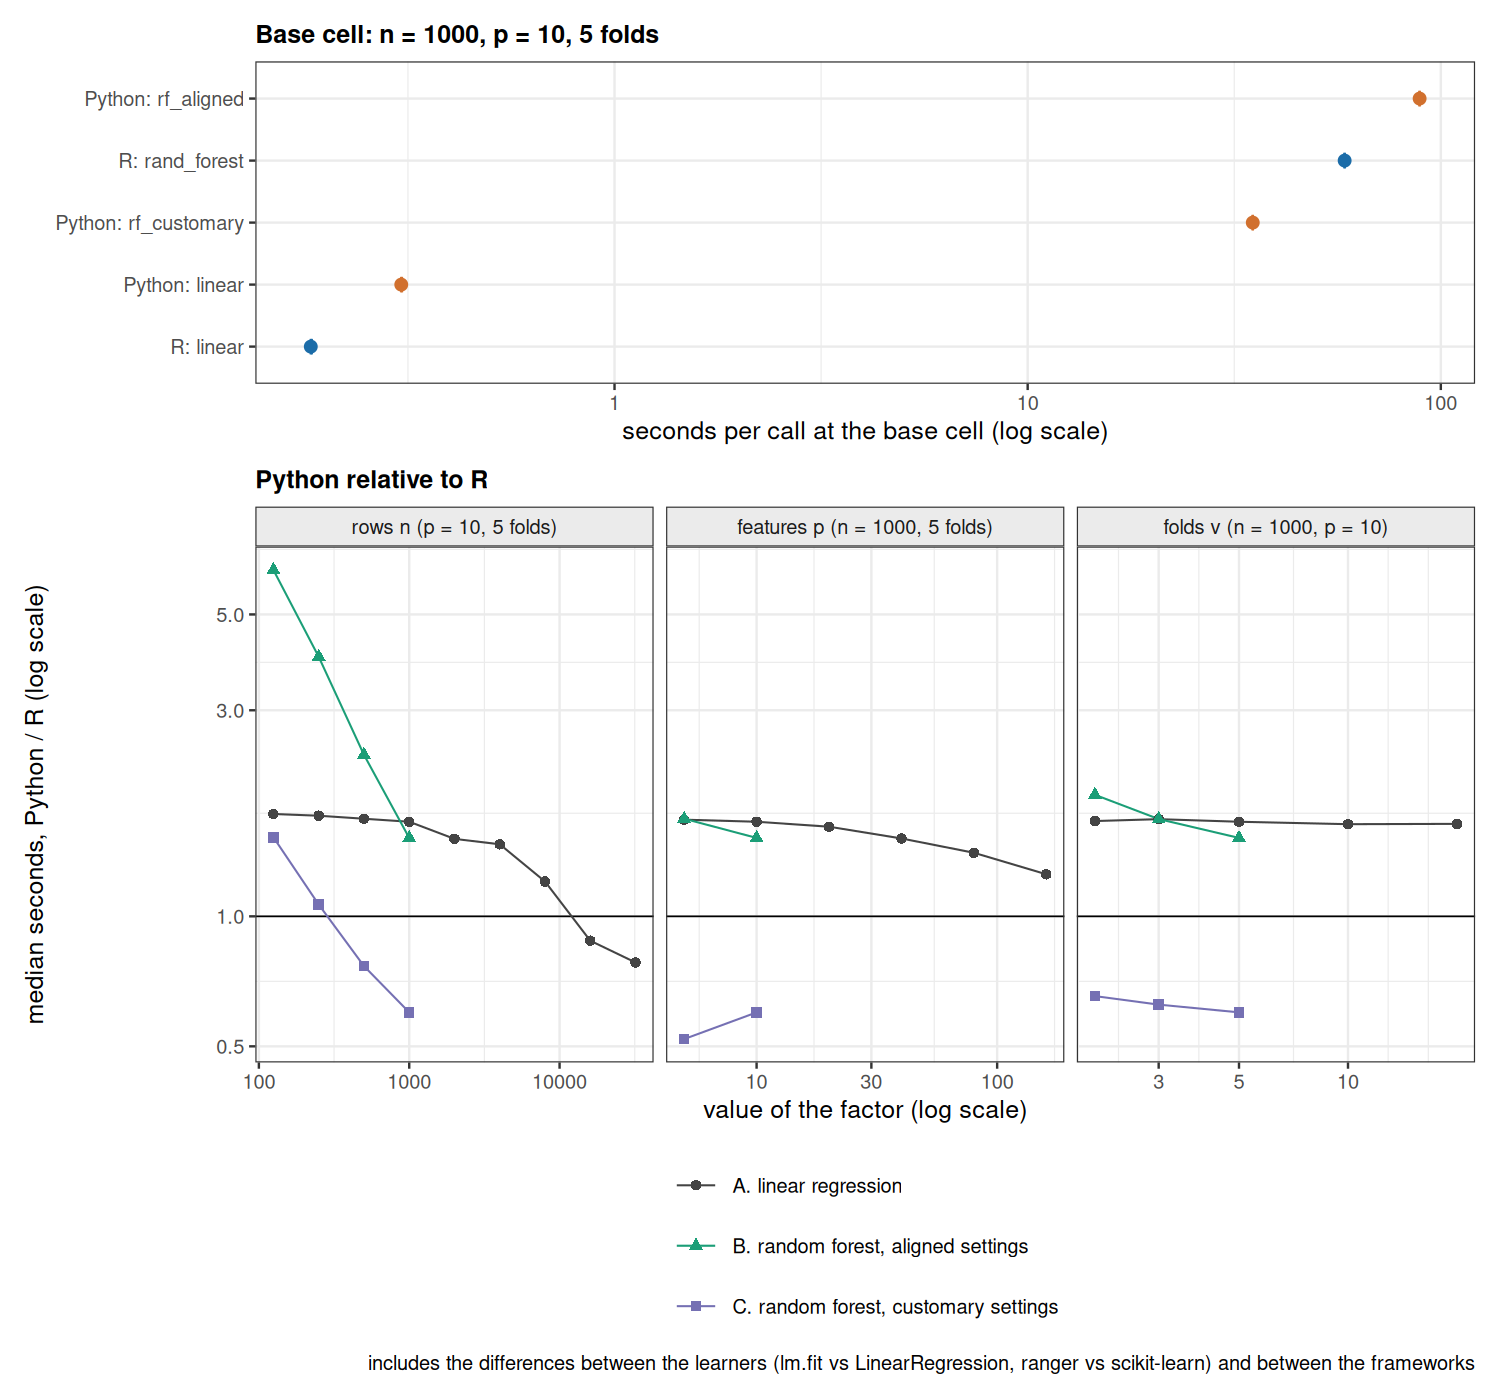 Base cell: n = 1000, p = 10, 5 folds
Python: rf_aligned
R: rand_forest
Python: rf_customary
Python: linear
R: linear
1 10 100
seconds per call at the base cell (log scale)
Python relative to R
rows n (p = 10, 5 folds)
features p (n = 1000, 5 folds)
folds v (n = 1000, p = 10)
median seconds, Python / R (log scale)
5.0
3.0
1.0
0.5
100 1000 10000
10 30 100
3 5 10
value of the factor (log scale)
A. linear regression
B. random forest, aligned settings
C. random forest, customary settings
includes the differences between the learners (lm.fit vs LinearRegression, ranger vs scikit-learn) and between the frameworks